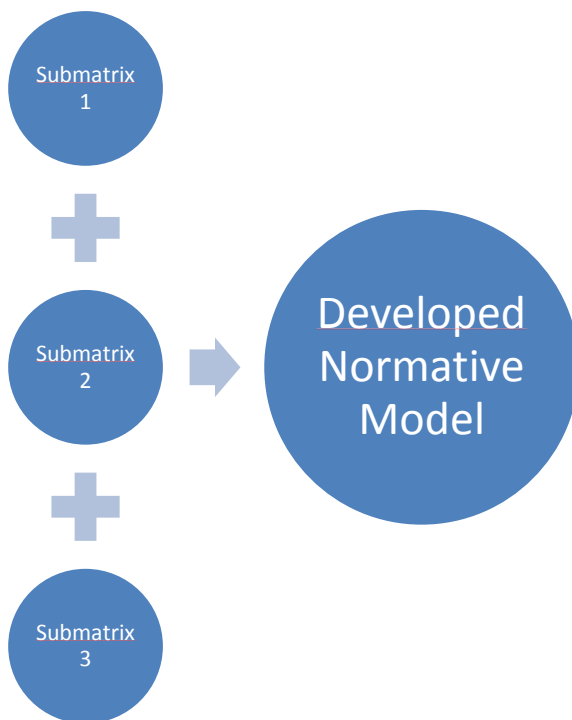 Submatrix
1
Submatrix
2
Developed
Normative
Model
Submatrix
3